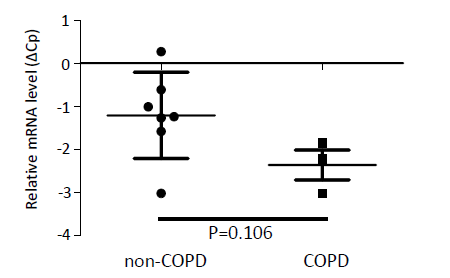 Relative mRNA level (ΔCp)
1
0
-1
-2
-3
-4
P=0.106
non-COPD COPD